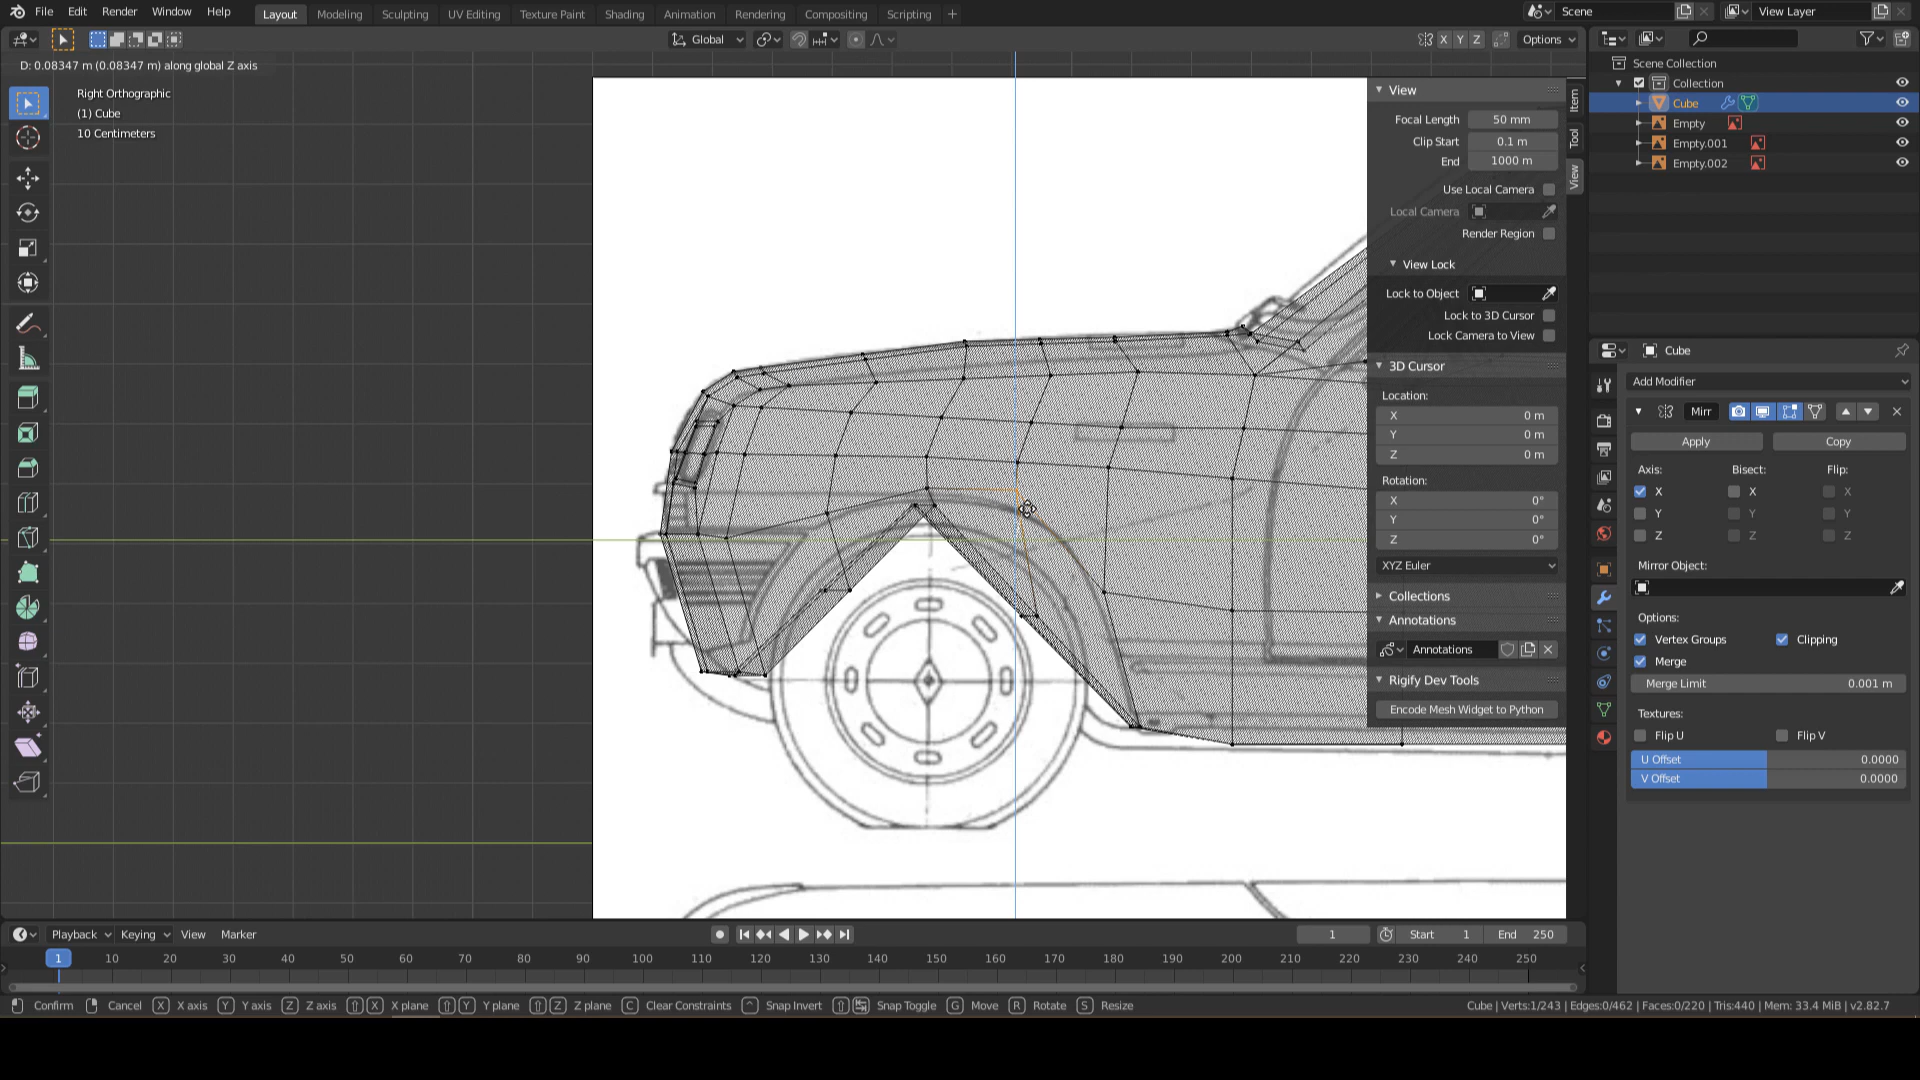 File Edit Render Window Help
Layout Modeling Sculpting UV Editing Texture Paint Shading Animation Rendering Compositing Scripting +
Scene
View Layer
Global
X Y Z
Options
D: 0.08347 m (0.08347 m) along global Z axis
Right Orthographic
(1) Cube
10 Centimeters
View
Focal Length 50 mm
Clip Start 0.1 m
End 1000 m
Use Local Camera
Local Camera
Render Region
View Lock
Lock to Object
Lock to 3D Cursor
Lock Camera to View
3D Cursor
Location:
X 0 m
Y 0 m
Z 0 m
Rotation:
X 0°
Y 0°
Z 0°
XYZ Euler
Collections
Annotations
Annotations
Rigify Dev Tools
Encode Mesh Widget to Python
Item
Tool
View
Scene Collection
Collection
Cube
Empty
Empty.001
Empty.002
Cube
Add Modifier
Mirr
Apply Copy
Axis: Bisect: Flip:
X X X
Y Y Y
Z Z Z
Mirror Object:
Options:
Vertex Groups Clipping
Merge
Merge Limit 0.001 m
Textures:
Flip U Flip V
U Offset 0.0000
V Offset 0.0000
Playback Keying View Marker
1 Start 1 End 250
1 10 20 30 40 50 60 70 80 90 100 110 120 130 140 150 160 170 180 190 200 210 220 230 240 250
Confirm Cancel X X axis Y Y axis Z Z axis X X plane Y Y plane Z Z plane C Clear Constraints ^ Snap Invert Snap Toggle G Move R Rotate S Resize
Cube | Verts:1/243 | Edges:0/462 | Faces:0/220 | Tris:440 | Mem: 33.4 MiB | v2.82.7